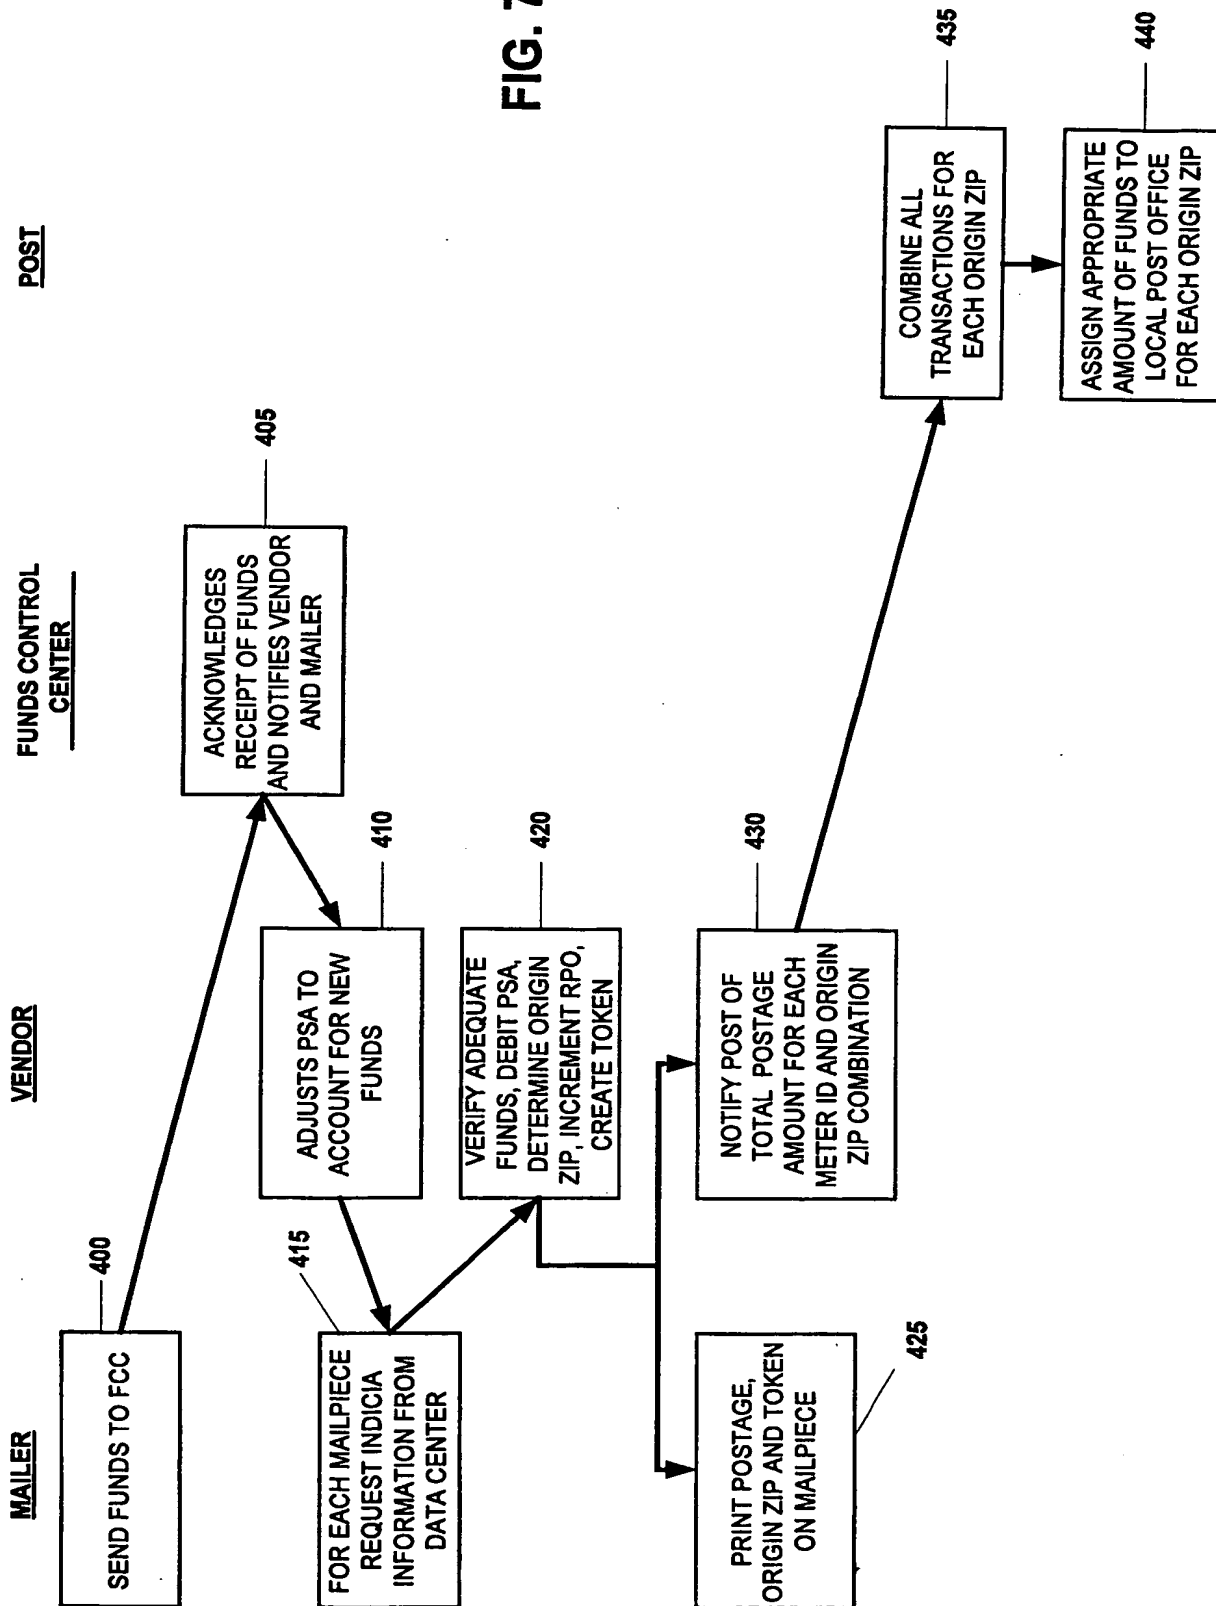 MAILER
VENDOR
FUNDS CONTROL
CENTER
POST
400
SEND FUNDS TO FCC
405
ACKNOWLEDGES
RECEIPT OF FUNDS
AND NOTIFIES VENDOR
AND MAILER
410
ADJUSTS PSA TO
ACCOUNT FOR NEW
FUNDS
415
FOR EACH MAILPIECE
REQUEST INDICIA
INFORMATION FROM
DATA CENTER
420
VERIFY ADEQUATE
FUNDS, DEBIT PSA,
DETERMINE ORIGIN
ZIP, INCREMENT RPO,
CREATE TOKEN
425
PRINT POSTAGE,
ORIGIN ZIP AND TOKEN
ON MAILPIECE
430
NOTIFY POST OF
TOTAL POSTAGE
AMOUNT FOR EACH
METER ID AND ORIGIN
ZIP COMBINATION
435
COMBINE ALL
TRANSACTIONS FOR
EACH ORIGIN ZIP
440
ASSIGN APPROPRIATE
AMOUNT OF FUNDS TO
LOCAL POST OFFICE
FOR EACH ORIGIN ZIP
FIG. 7